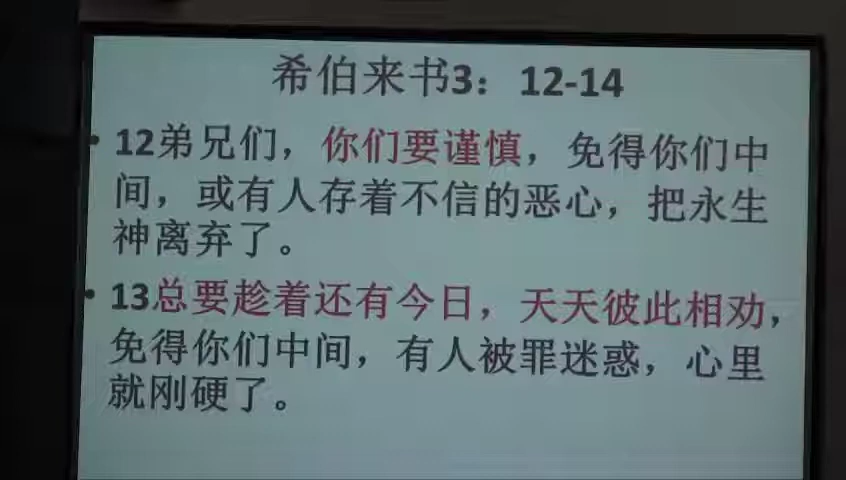 希伯来书3：12-14
• 12弟兄们，你们要谨慎，免得你们中
间，或有人存着不信的恶心，把永生
神离弃了。
• 13总要趁着还有今日，天天彼此相劝，
免得你们中间，有人被罪迷惑，心里
就刚硬了。